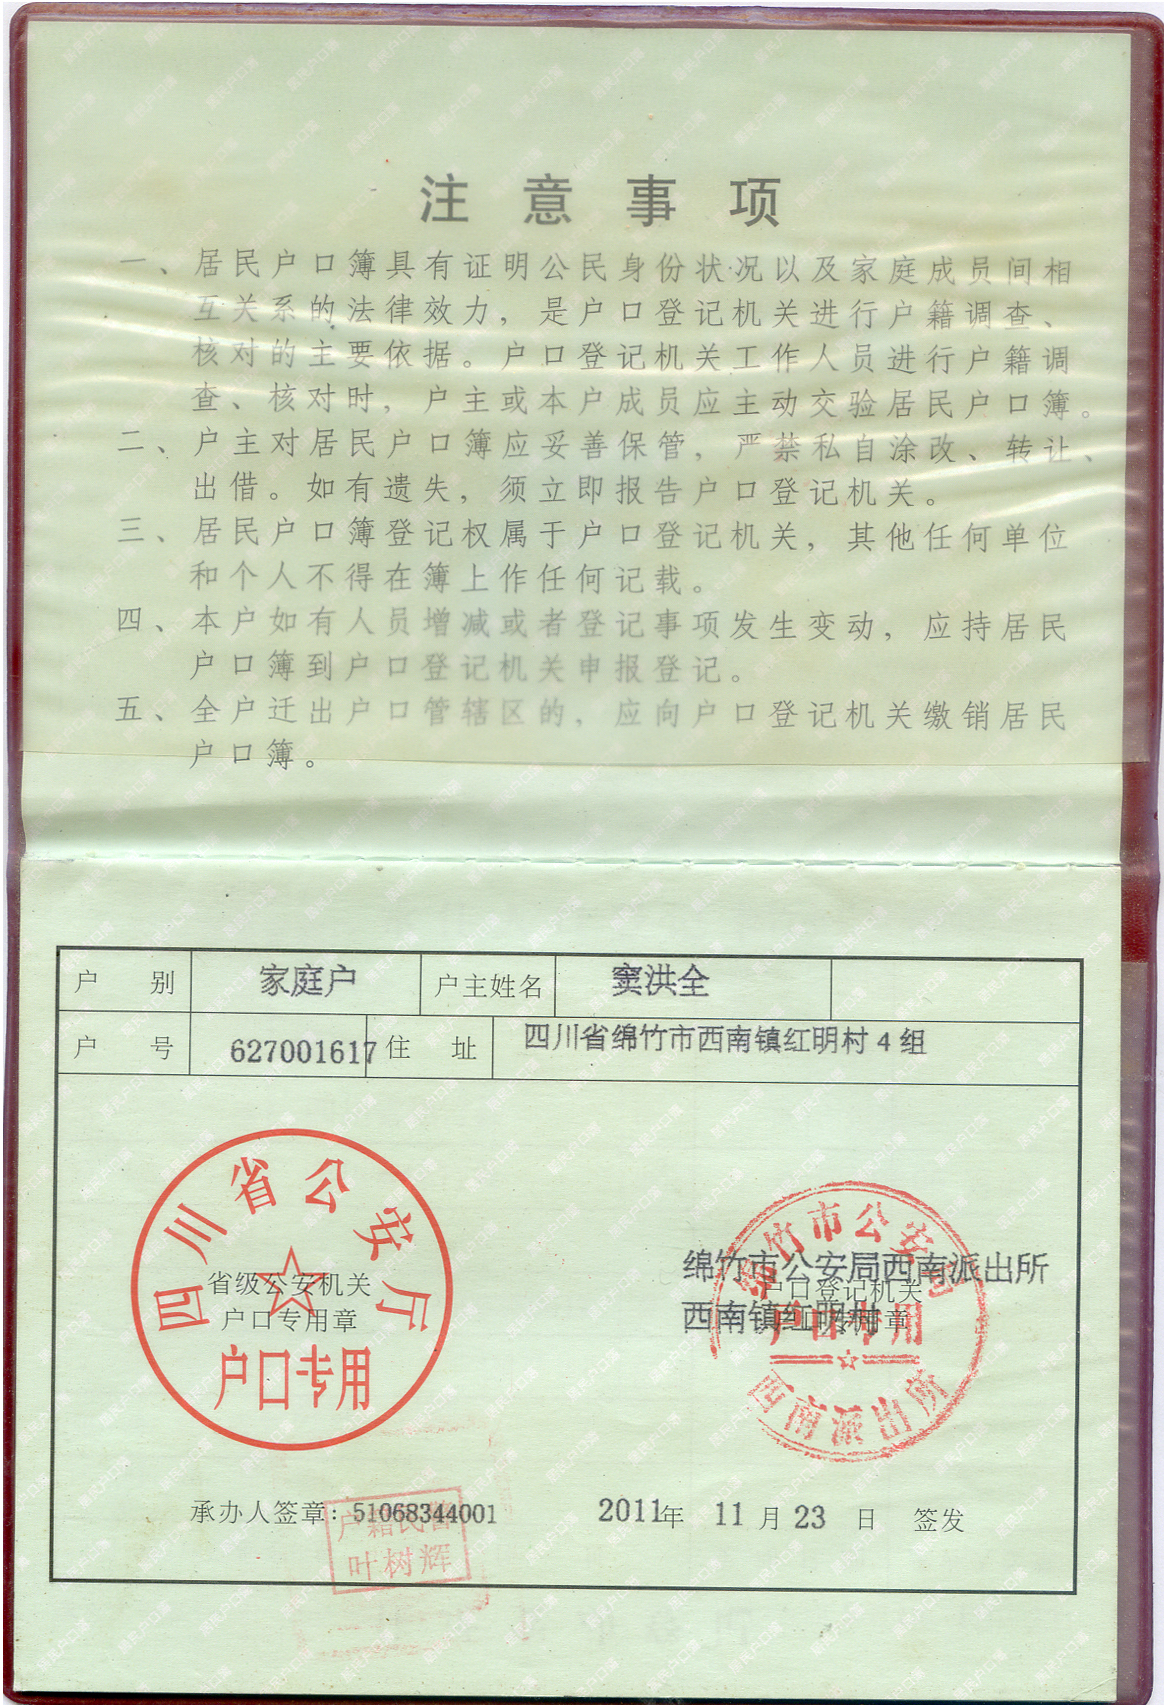 注意事项
一、居民户口簿具有证明公民身份状况以及家庭成员间相
互关系的法律效力，是户口登记机关进行户籍调查、
核对的主要依据。户口登记机关工作人员进行户籍调
查、核对时，户主或本户成员应主动交验居民户口簿。
二、户主对居民户口簿应妥善保管，严禁私自涂改、转让、
出借。如有遗失，须立即报告户口登记机关。
三、居民户口簿登记权属于户口登记机关，其他任何单位
和个人不得在簿上作任何记载。
四、本户如有人员增减或者登记事项发生变动，应持居民
户口簿到户口登记机关申报登记。
五、全户迁出户口管辖区的，应向户口登记机关缴销居民
户口簿。
户别 家庭户 户主姓名 窦洪全
户号 627001617 住址 四川省绵竹市西南镇红明村4组
四川省公安厅
省级公安机关
户口专用章
户口专用
绵竹市公安局
绵竹市公安局西南派出所
户口登记机关
西南镇红明村
户口专用章
户口专用
西南派出所
承办人签章：51068344001
户籍民警
叶树辉
2011年 11月23日 签发